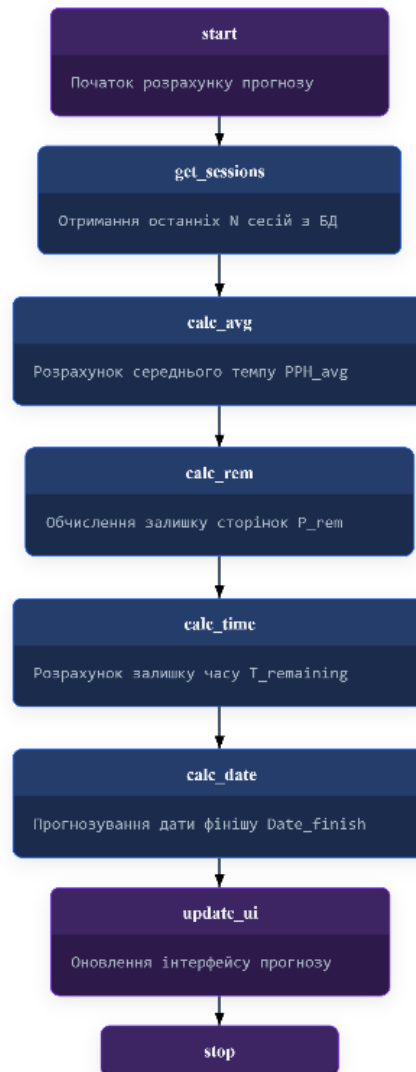 start
Початок розрахунку прогнозу
get_sessions
Отримання останніх N сесій з БД
calc_avg
Розрахунок середнього темпу PPH_avg
calc_rem
Обчислення залишку сторінок P_rem
calc_time
Розрахунок залишку часу T_remaining
calc_date
Прогнозування дати фінішу Date_finish
update_ui
Оновлення інтерфейсу прогнозу
stop